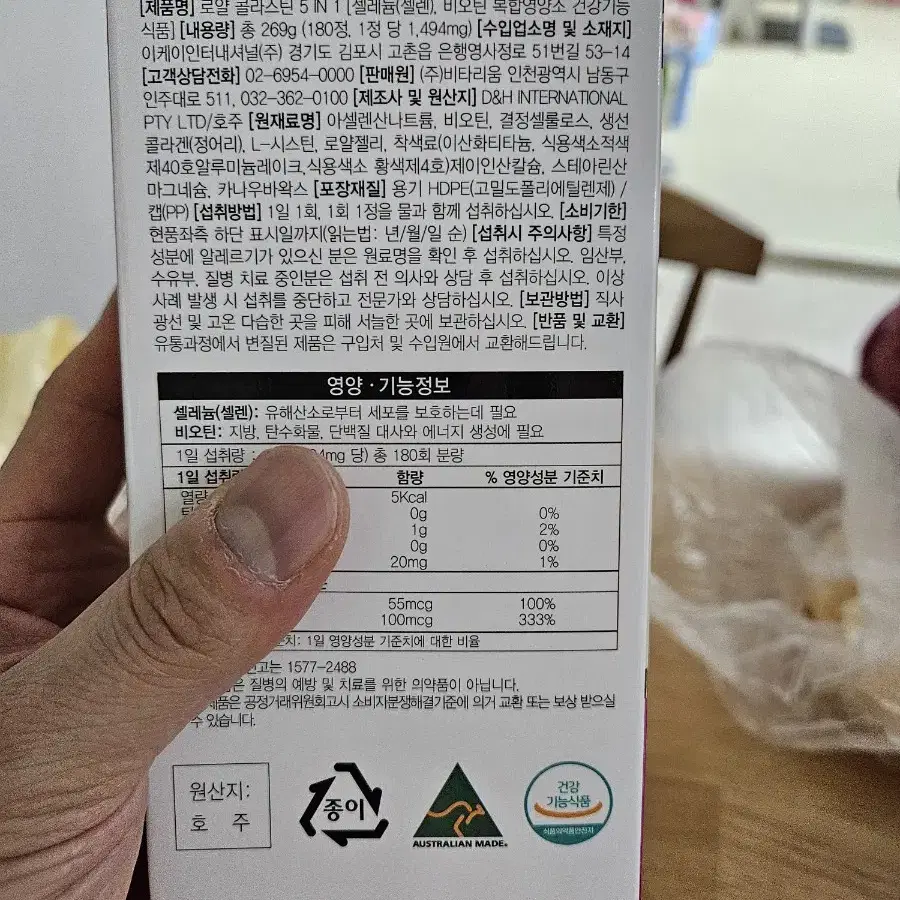 [제품명] 로얄 콜라스틴 5 IN 1 [셀레늄(셀렌), 비오틴 복합영양소 건강기능
식품] [내용량] 총 269g (180정, 1정 당 1,494mg) [수입업소명 및 소재지]
이케이인터내셔널(주) 경기도 김포시 고촌읍 은행영사정로 51번길 53-14
[고객상담전화] 02-6954-0000 [판매원] (주)비타리움 인천광역시 남동구
인주대로 511, 032-362-0100 [제조사 및 원산지] D&H INTERNATIONAL
PTY LTD/호주 [원재료명] 아셀렌산나트륨, 비오틴, 결정셀룰로스, 생선
콜라겐(정어리), L-시스틴, 로얄젤리, 착색료(이산화티타늄, 식용색소적색
제40호알루미늄레이크,식용색소 황색제4호)제이인산칼슘, 스테아린산
마그네슘, 카나우바왁스 [포장재질] 용기 HDPE(고밀도폴리에틸렌제) /
캡(PP) [섭취방법] 1일 1회, 1회 1정을 물과 함께 섭취하십시오. [소비기한]
현품좌측 하단 표시일까지(읽는법: 년/월/일 순) [섭취시 주의사항] 특정
성분에 알레르기가 있으신 분은 원료명을 확인 후 섭취하십시오. 임산부,
수유부, 질병 치료 중인분은 섭취 전 의사와 상담 후 섭취하십시오. 이상
사례 발생 시 섭취를 중단하고 전문가와 상담하십시오. [보관방법] 직사
광선 및 고온 다습한 곳을 피해 서늘한 곳에 보관하십시오. [반품 및 교환]
유통과정에서 변질된 제품은 구입처 및 수입원에서 교환해드립니다.
영양·기능정보
셀레늄(셀렌): 유해산소로부터 세포를 보호하는데 필요
비오틴: 지방, 탄수화물, 단백질 대사와 에너지 생성에 필요
1일 섭취량 : 4mg 당) 총 180회 분량
1일 섭취량 함량 % 영양성분 기준치
열량 5Kcal
0g 0%
1g 2%
0g 0%
20mg 1%
55mcg 100%
100mcg 333%
1일 영양성분 기준치에 대한 비율
1577-2488
질병의 예방 및 치료를 위한 의약품이 아닙니다.
제품은 공정거래위원회고시 소비자분쟁해결기준에 의거 교환 또는 보상 받으실
수 있습니다.
원산지:
호 주
종이
AUSTRALIAN MADE.
건강
기능식품
식품의약품안전처